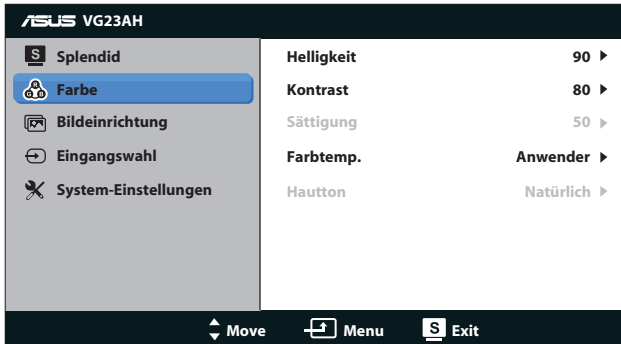 ASUS VG23AH
S Splendid
Farbe
Bildeinrichtung
Eingangswahl
System-Einstellungen
Helligkeit 90
Kontrast 80
Sättigung 50
Farbtemp. Anwender
Hautton Natürlich
Move Menu S Exit